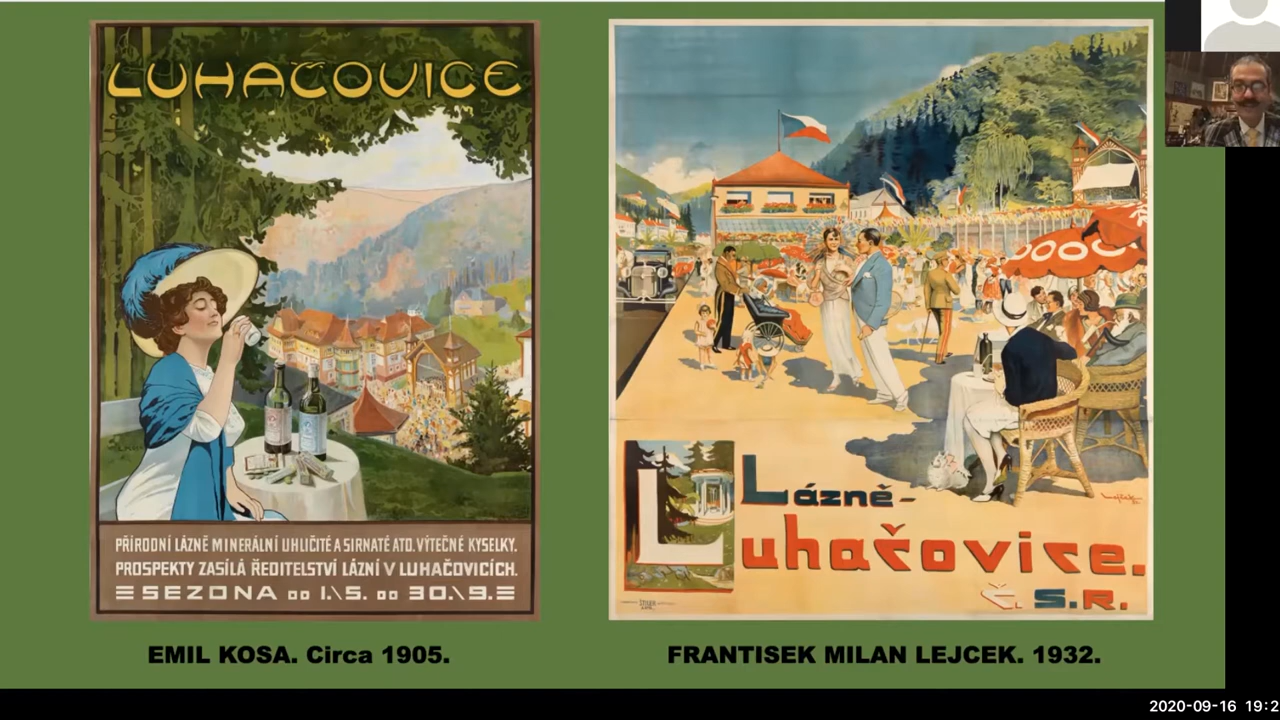 LUHAČOVICE
PŘÍRODNÍ LÁZNĚ MINERÁLNÍ UHLIČITÉ A SIRNATÉ ATD. VÝTEČNÉ KYSELKY.
PROSPEKTY ZASÍLÁ ŘEDITELSTVÍ LÁZNÍ V LUHAČOVICÍCH.
SEZONA OD 1.\5. DO 30.\9.
EMIL KOSA. Circa 1905.
Lázně-
Luhačovice.
Č.S.R.
FRANTISEK MILAN LEJCEK. 1932.
2020-09-16 19:2